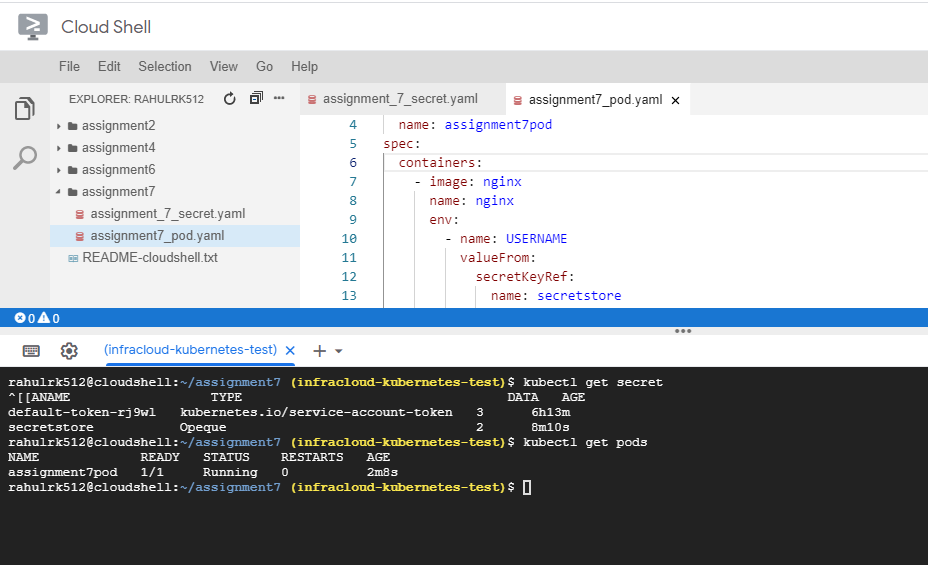 Cloud Shell
File Edit Selection View Go Help
EXPLORER: RAHULRK512
assignment2
assignment4
assignment6
assignment7
assignment_7_secret.yaml
assignment7_pod.yaml
README-cloudshell.txt
assignment_7_secret.yaml assignment7_pod.yaml ×
4 name: assignment7pod
5 spec:
6 containers:
7 - image: nginx
8 name: nginx
9 env:
10 - name: USERNAME
11 valueFrom:
12 secretKeyRef:
13 name: secretstore
0 0
(infracloud-kubernetes-test) ×
rahulrk512@cloudshell:~/assignment7 (infracloud-kubernetes-test)$ kubectl get secret
^[[ANAME TYPE DATA AGE
default-token-rj9wl kubernetes.io/service-account-token 3 6h13m
secretstore Opeque 2 8m10s
rahulrk512@cloudshell:~/assignment7 (infracloud-kubernetes-test)$ kubectl get pods
NAME READY STATUS RESTARTS AGE
assignment7pod 1/1 Running 0 2m8s
rahulrk512@cloudshell:~/assignment7 (infracloud-kubernetes-test)$